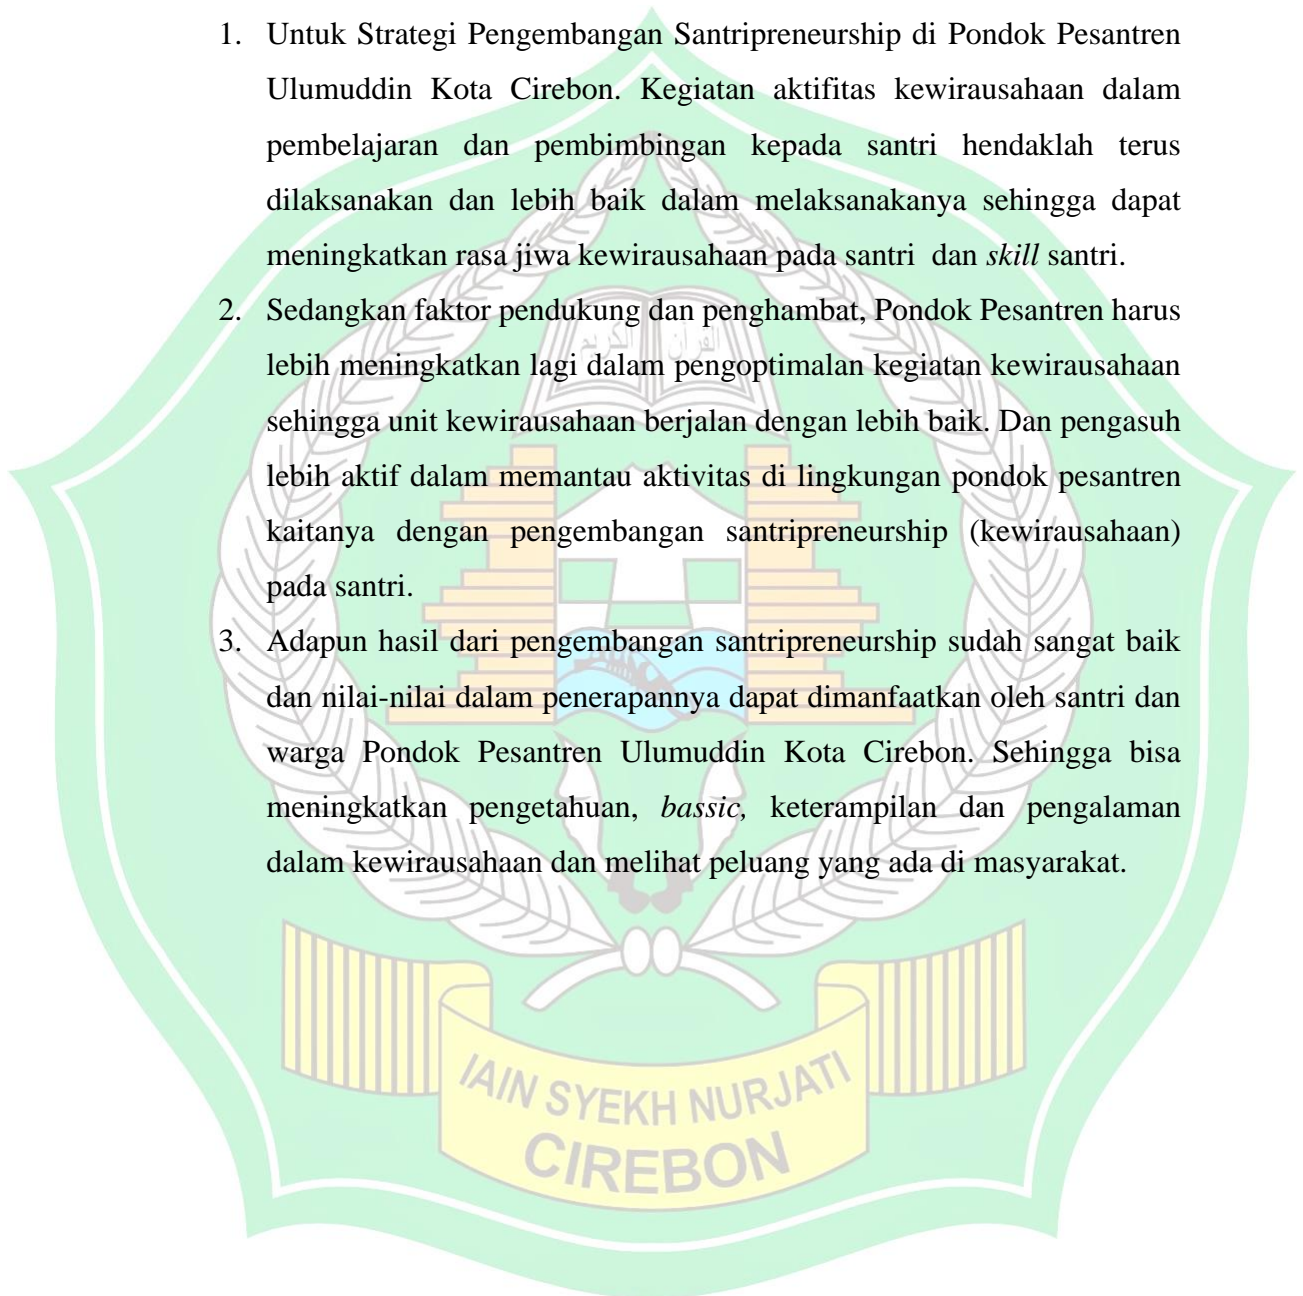 1. Untuk Strategi Pengembangan Santripreneurship di Pondok Pesantren
Ulumuddin Kota Cirebon. Kegiatan aktifitas kewirausahaan dalam
pembelajaran dan pembimbingan kepada santri hendaklah terus
dilaksanakan dan lebih baik dalam melaksanakanya sehingga dapat
meningkatkan rasa jiwa kewirausahaan pada santri dan skill santri.
2. Sedangkan faktor pendukung dan penghambat, Pondok Pesantren harus
lebih meningkatkan lagi dalam pengoptimalan kegiatan kewirausahaan
sehingga unit kewirausahaan berjalan dengan lebih baik. Dan pengasuh
lebih aktif dalam memantau aktivitas di lingkungan pondok pesantren
kaitanya dengan pengembangan santripreneurship (kewirausahaan)
pada santri.
3. Adapun hasil dari pengembangan santripreneurship sudah sangat baik
dan nilai-nilai dalam penerapannya dapat dimanfaatkan oleh santri dan
warga Pondok Pesantren Ulumuddin Kota Cirebon. Sehingga bisa
meningkatkan pengetahuan, bassic, keterampilan dan pengalaman
dalam kewirausahaan dan melihat peluang yang ada di masyarakat.
IAIN SYEKH NURJATI
CIREBON